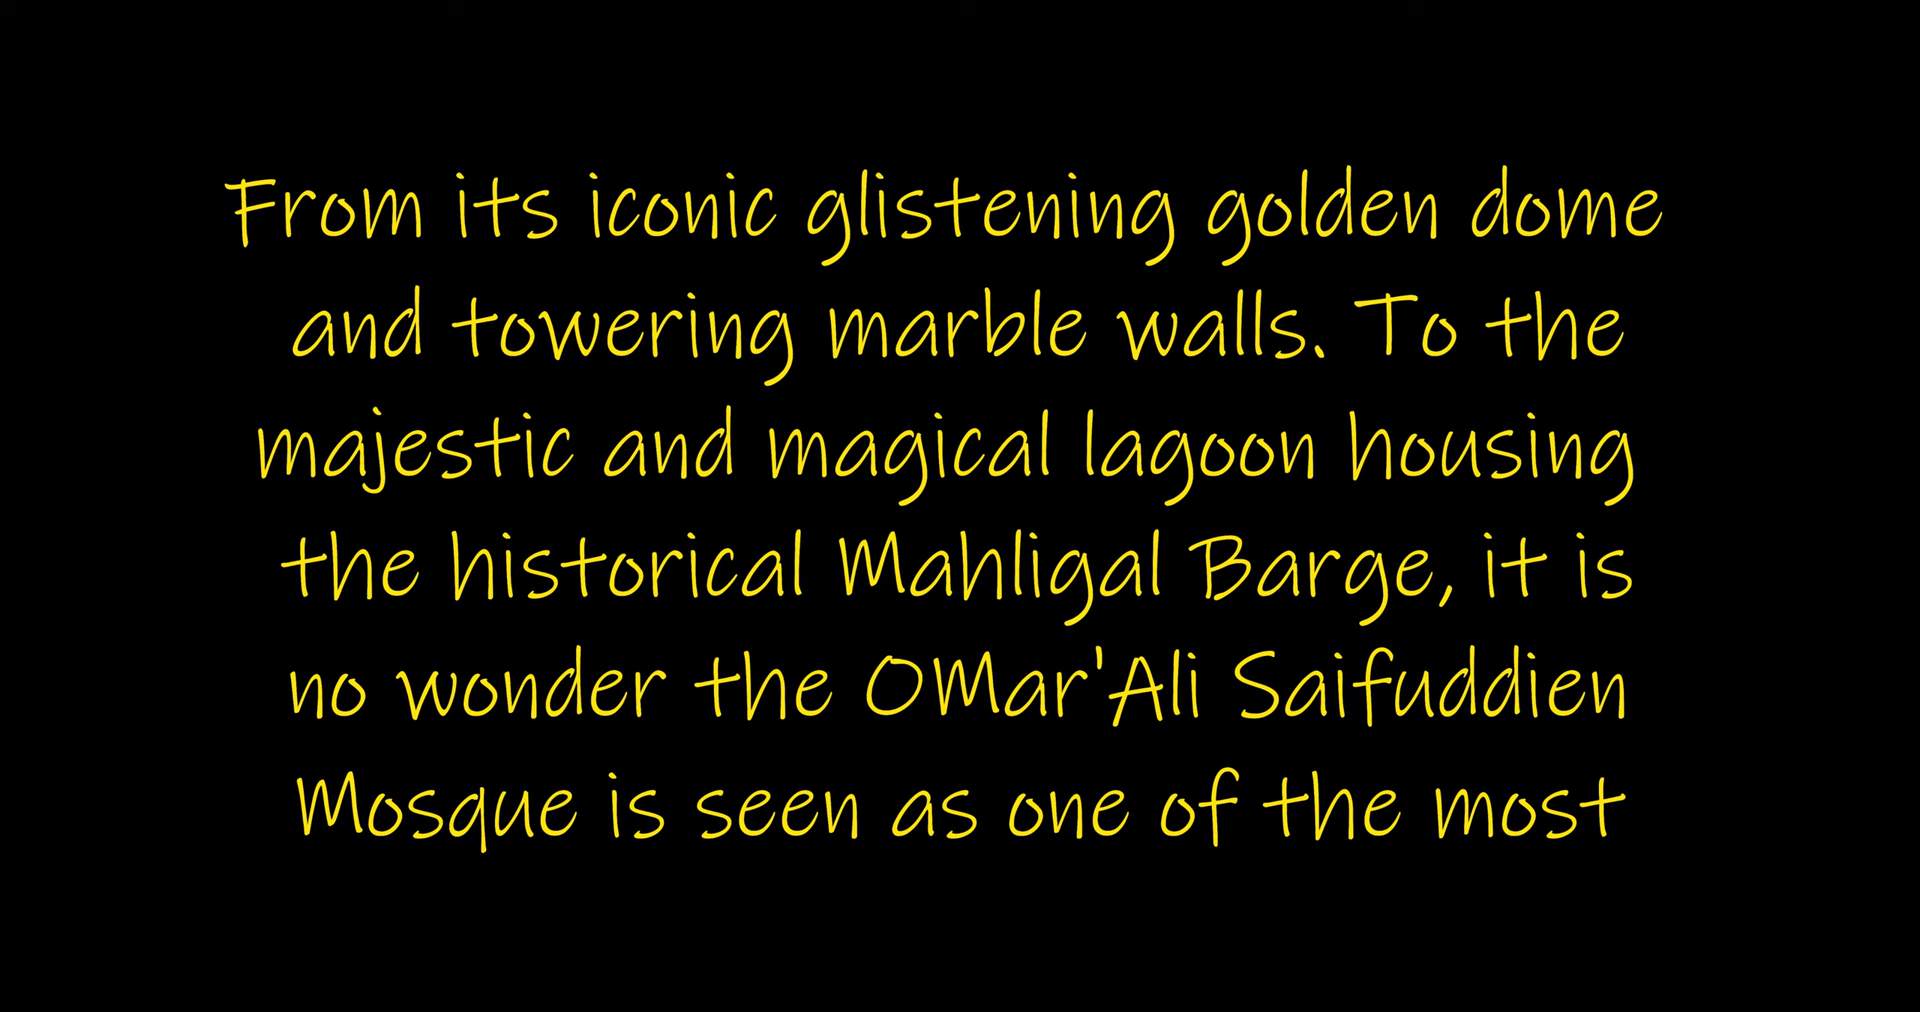 From its iconic glistening golden dome
and towering marble walls. To the
majestic and magical lagoon housing
the historical Mahligal Barge, it is
no wonder the OMar'Ali Saifuddien
Mosque is seen as one of the most